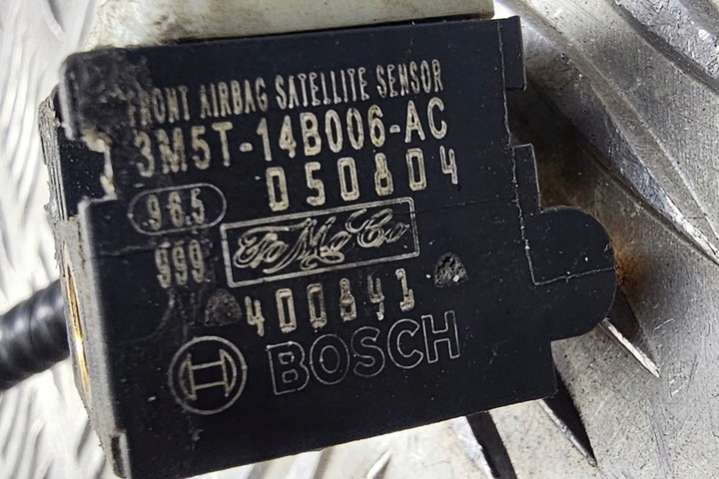 FRONT AIRBAG SATELLITE SENSOR
3M5T-14B006-AC
050804
965
FoMoCo
999
400841
BOSCH